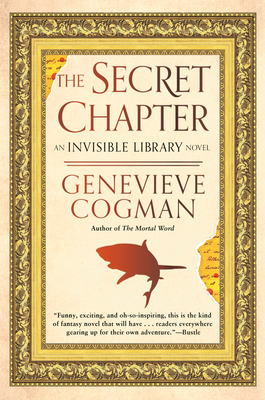 THE SECRET
CHAPTER
AN INVISIBLE LIBRARY NOVEL
GENEVIEVE
COGMAN
Author of The Mortal Word
"Funny, exciting, and oh-so-inspiring, this is the kind
of fantasy novel that will have . . . readers everywhere
gearing up for their own adventure."—Bustle